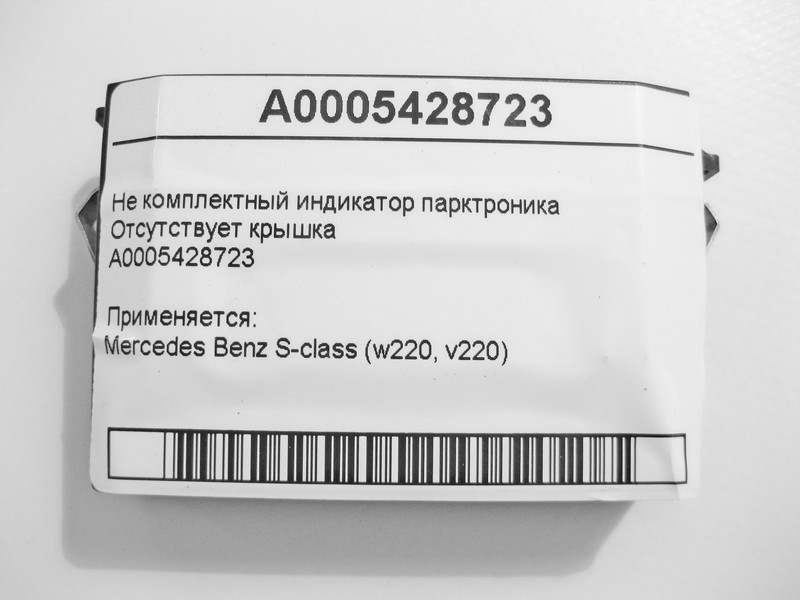 A0005428723
Не комплектный индикатор парктроника
Отсутствует крышка
A0005428723
Применяется:
Mercedes Benz S-class (w220, v220)